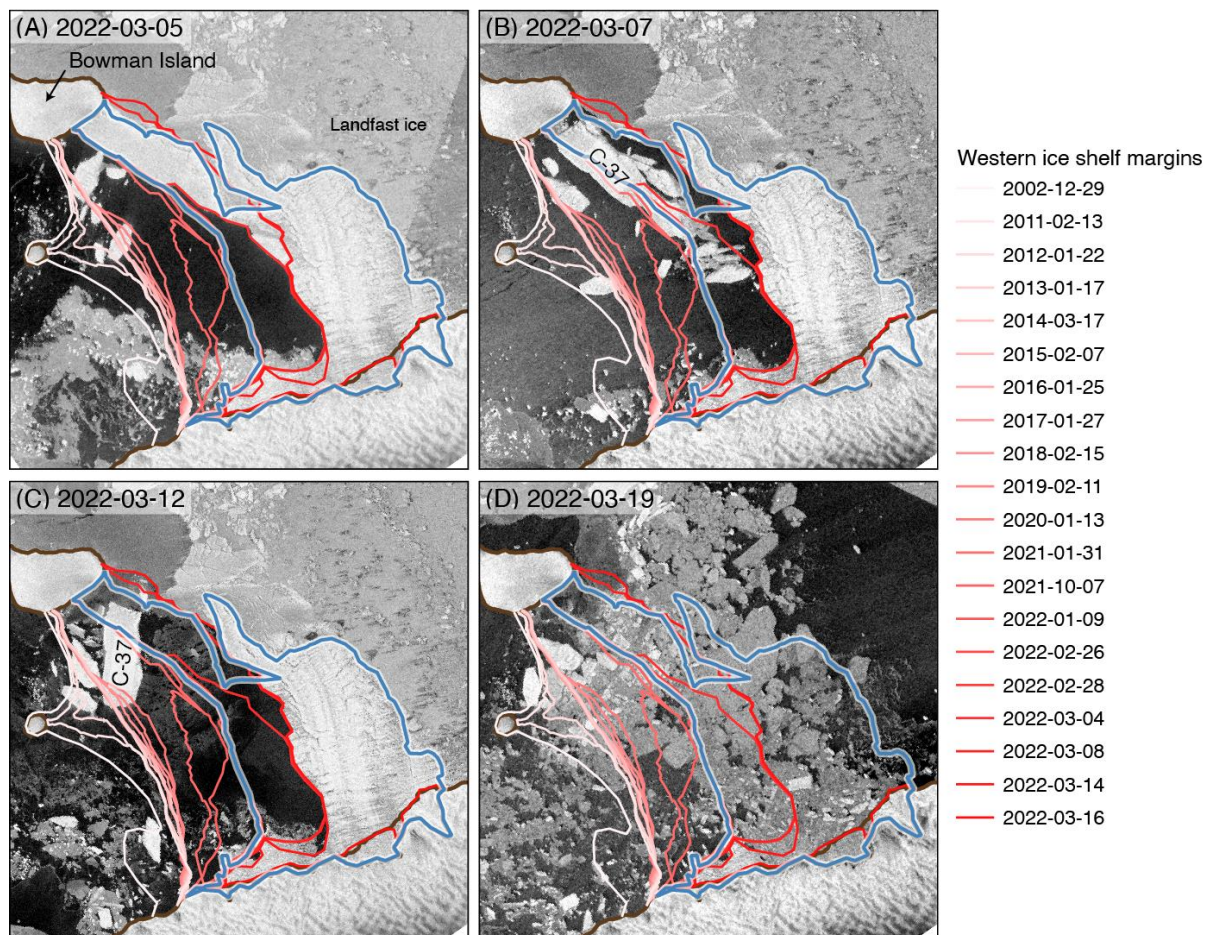 (A) 2022-03-05
Bowman Island
Landfast ice
(B) 2022-03-07
C-37
(C) 2022-03-12
C-37
(D) 2022-03-19
Western ice shelf margins
2002-12-29
2011-02-13
2012-01-22
2013-01-17
2014-03-17
2015-02-07
2016-01-25
2017-01-27
2018-02-15
2019-02-11
2020-01-13
2021-01-31
2021-10-07
2022-01-09
2022-02-26
2022-02-28
2022-03-04
2022-03-08
2022-03-14
2022-03-16